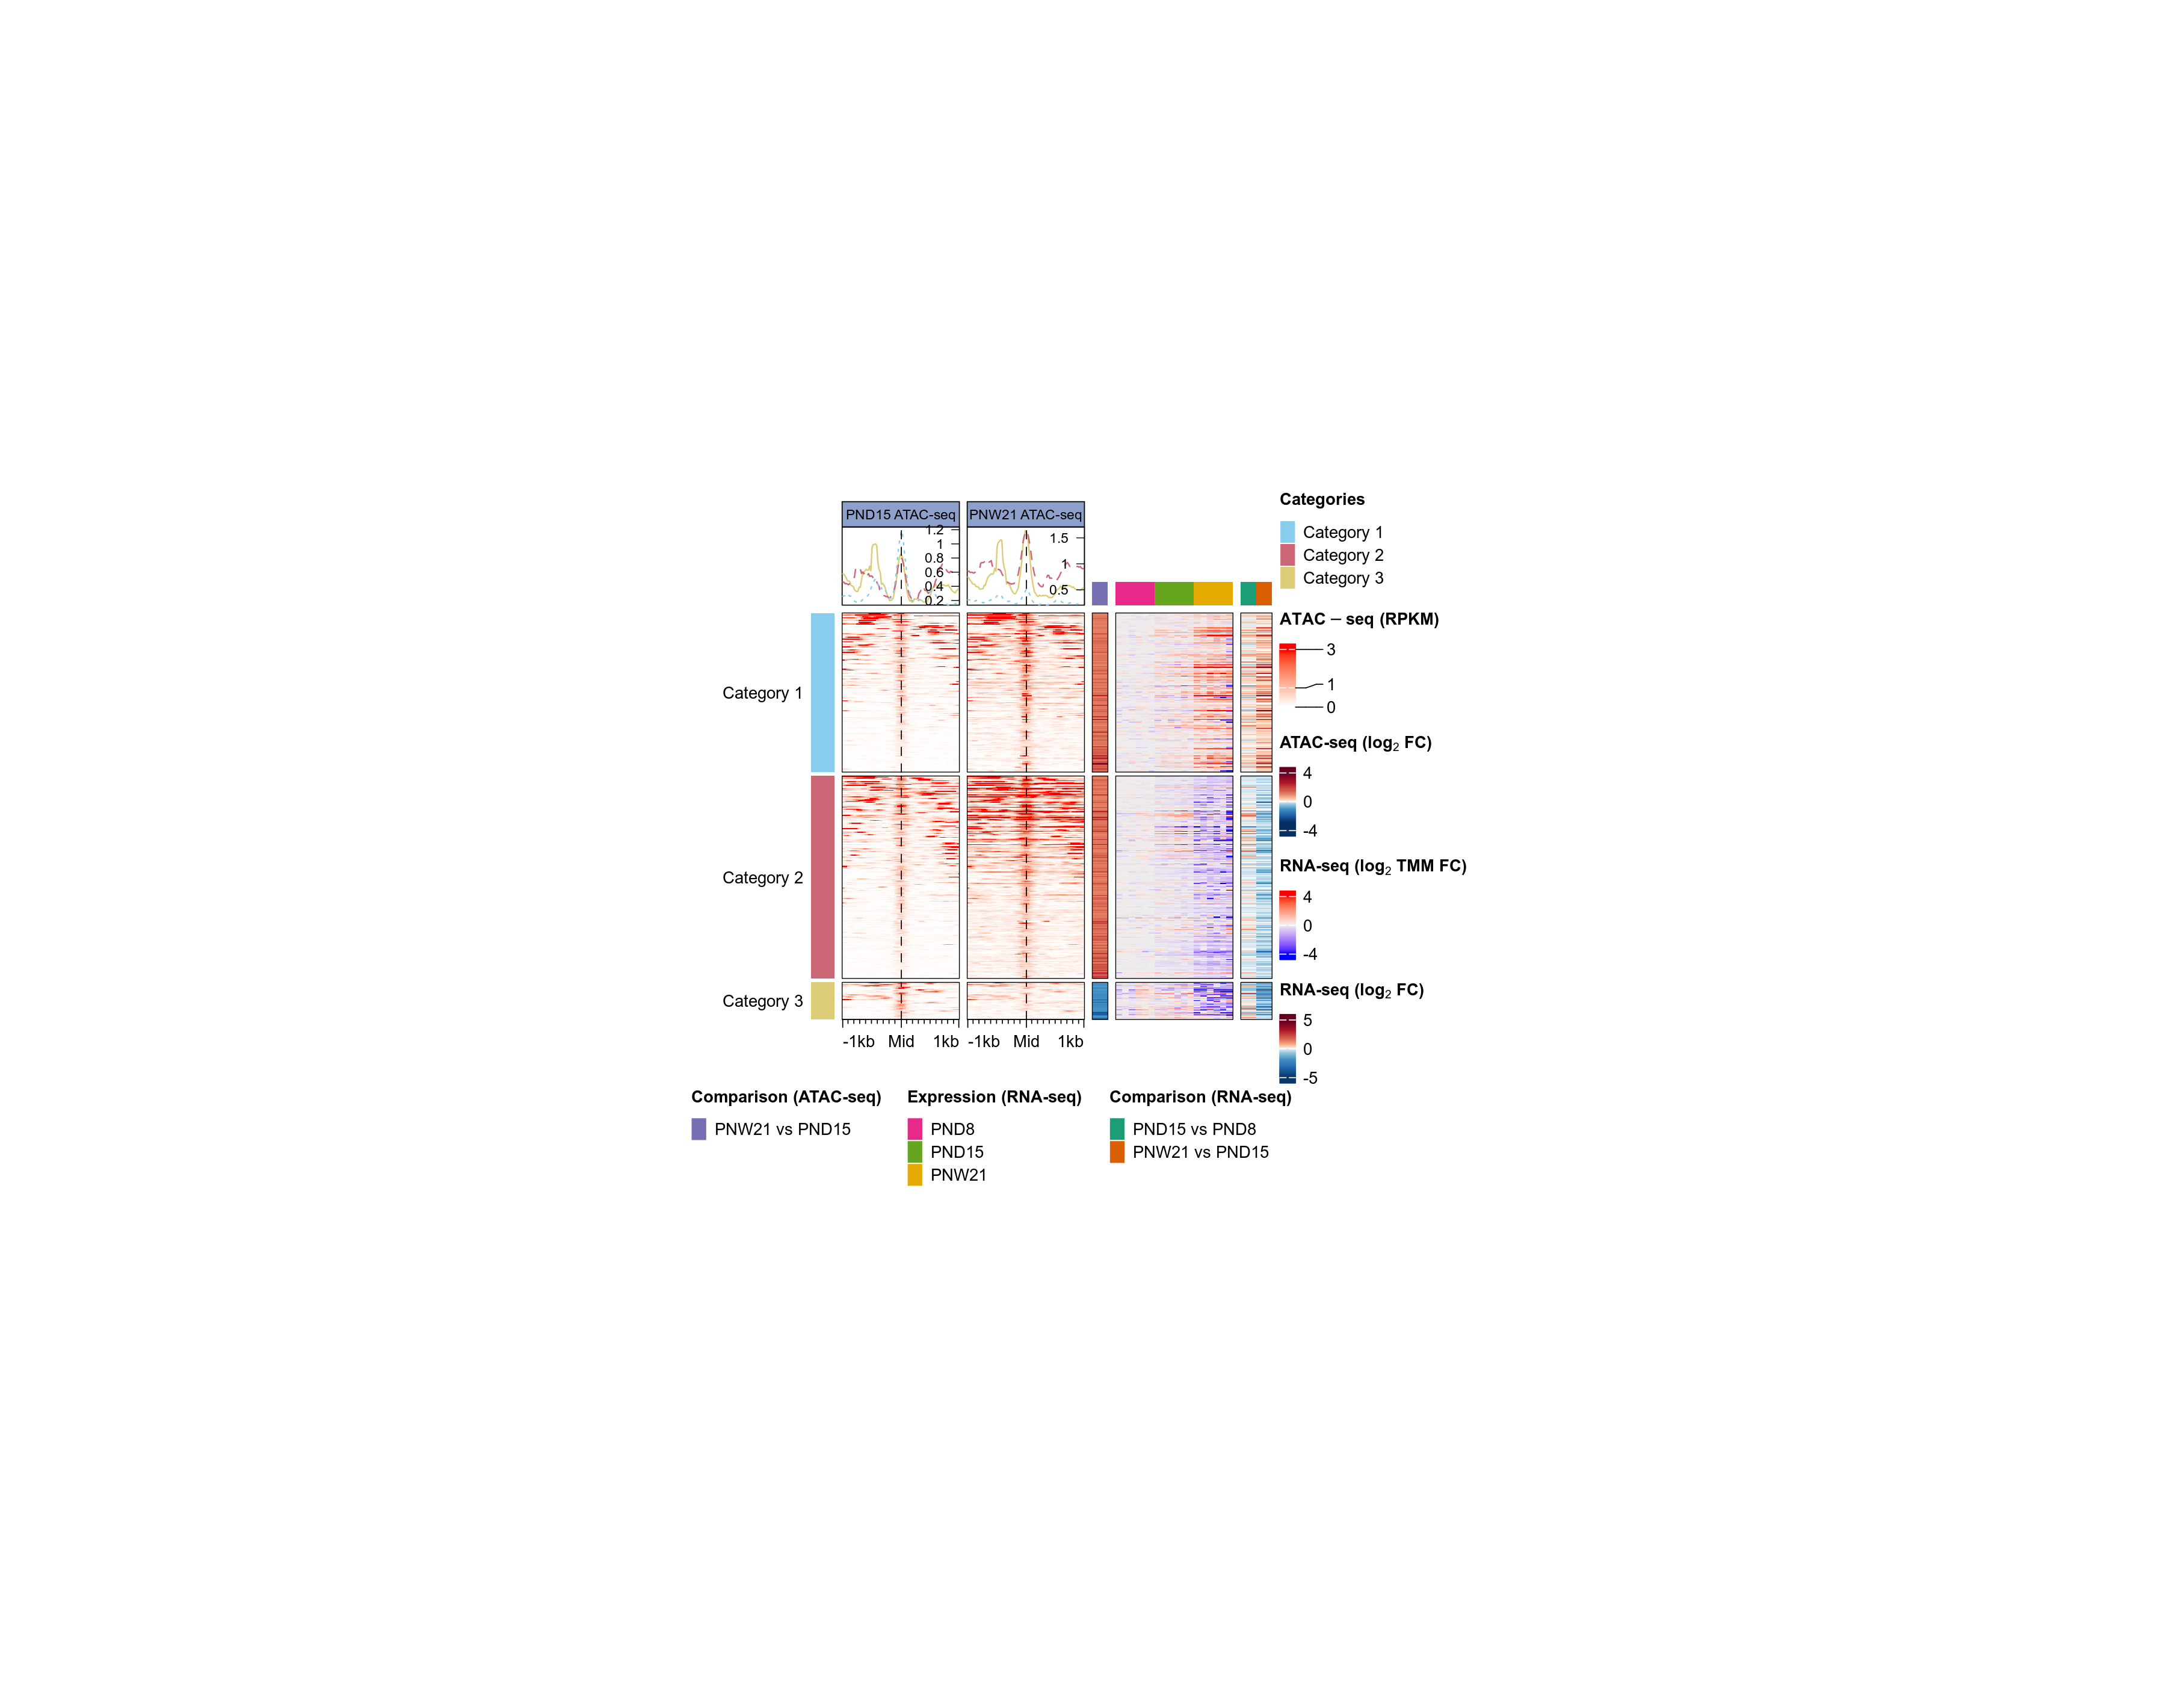 PND15 ATAC-seq
PNW21 ATAC-seq
1.2
1
0.8
0.6
0.4
0.2
1.5
1
0.5
Category 1
Category 2
Category 3
-1kb Mid 1kb
-1kb Mid 1kb
Categories
Category 1
Category 2
Category 3
ATAC − seq (RPKM)
3
1
0
ATAC-seq (log₂ FC)
4
0
-4
RNA-seq (log₂ TMM FC)
4
0
-4
RNA-seq (log₂ FC)
5
0
-5
Comparison (ATAC-seq)
PNW21 vs PND15
Expression (RNA-seq)
PND8
PND15
PNW21
Comparison (RNA-seq)
PND15 vs PND8
PNW21 vs PND15